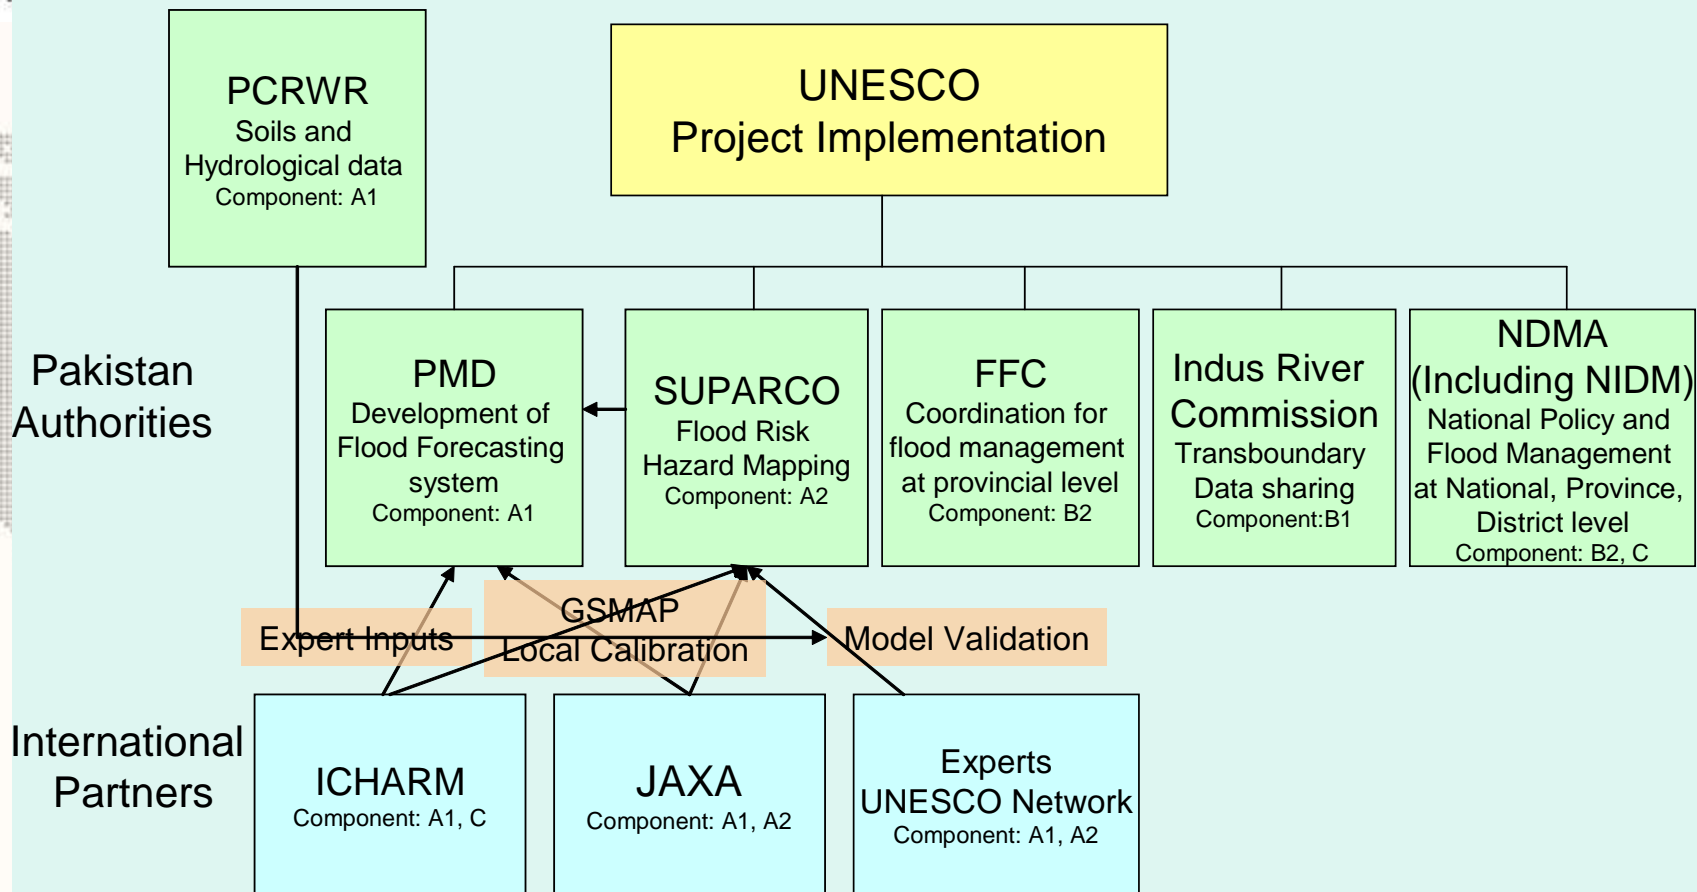 PCRWR
Soils and
Hydrological data
Component: A1
UNESCO
Project Implementation
Pakistan
Authorities
PMD
Development of
Flood Forecasting
system
Component: A1
SUPARCO
Flood Risk
Hazard Mapping
Component: A2
FFC
Coordination for
flood management
at provincial level
Component: B2
Indus River
Commission
Transboundary
Data sharing
Component:B1
NDMA
(Including NIDM)
National Policy and
Flood Management
at National, Province,
District level
Component: B2, C
Expert Inputs
GSMAP
Local Calibration
Model Validation
International
Partners
ICHARM
Component: A1, C
JAXA
Component: A1, A2
Experts
UNESCO Network
Component: A1, A2